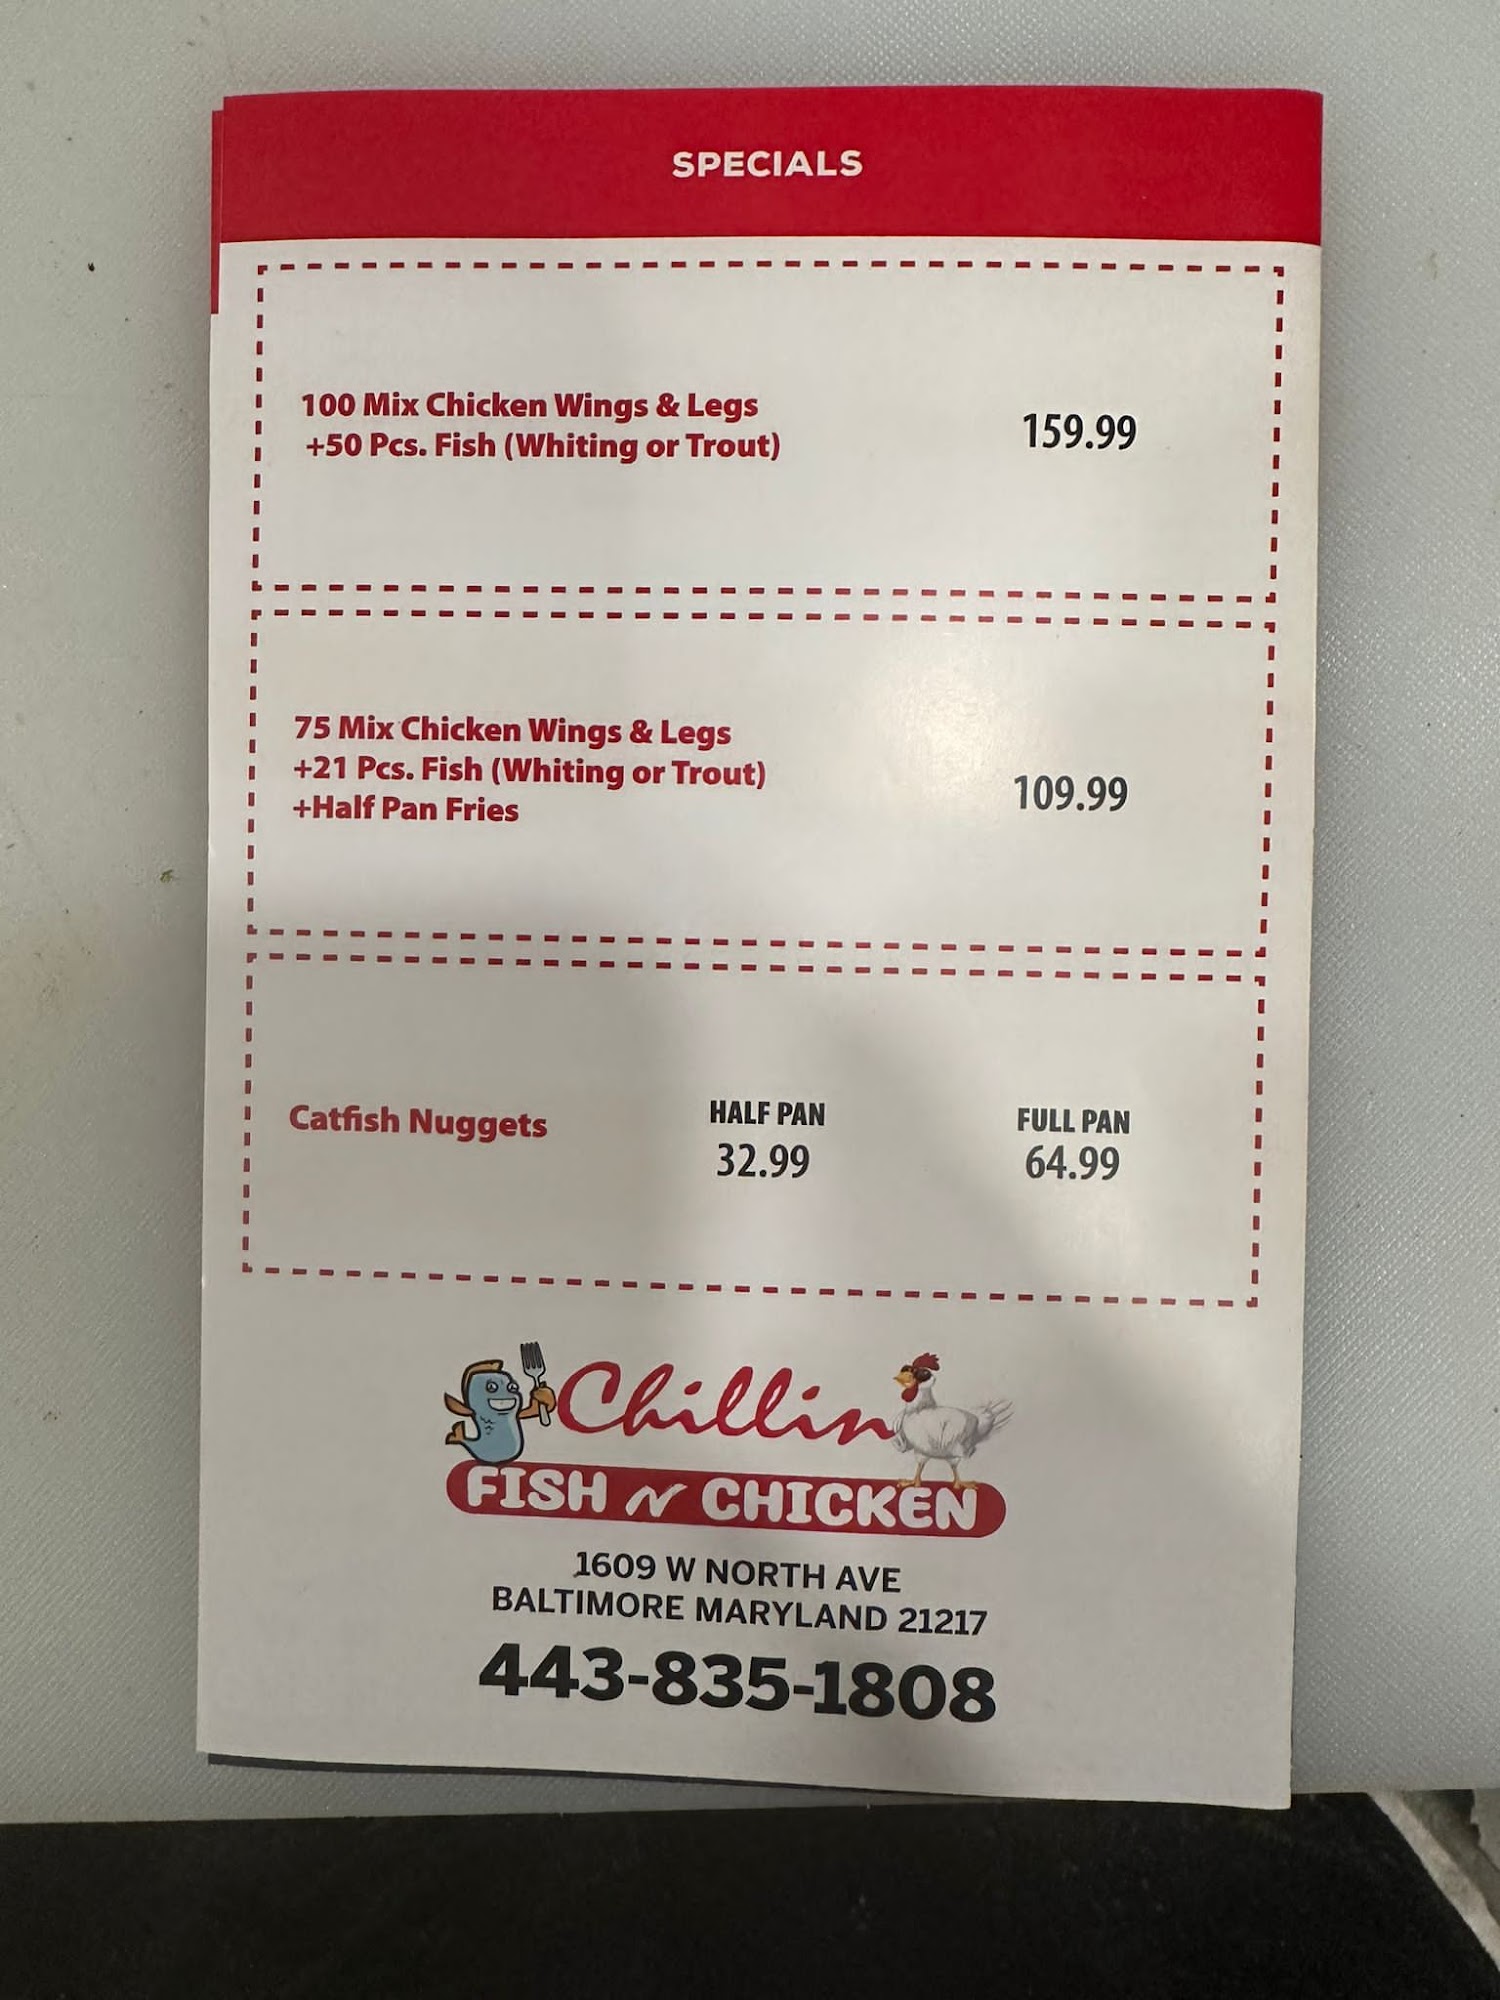 SPECIALS
100 Mix Chicken Wings & Legs
+50 Pcs. Fish (Whiting or Trout)
159.99
75 Mix Chicken Wings & Legs
+21 Pcs. Fish (Whiting or Trout)
+Half Pan Fries
109.99
Catfish Nuggets
HALF PAN
32.99
FULL PAN
64.99
Chillin
FISH N CHICKEN
1609 W NORTH AVE
BALTIMORE MARYLAND 21217
443-835-1808